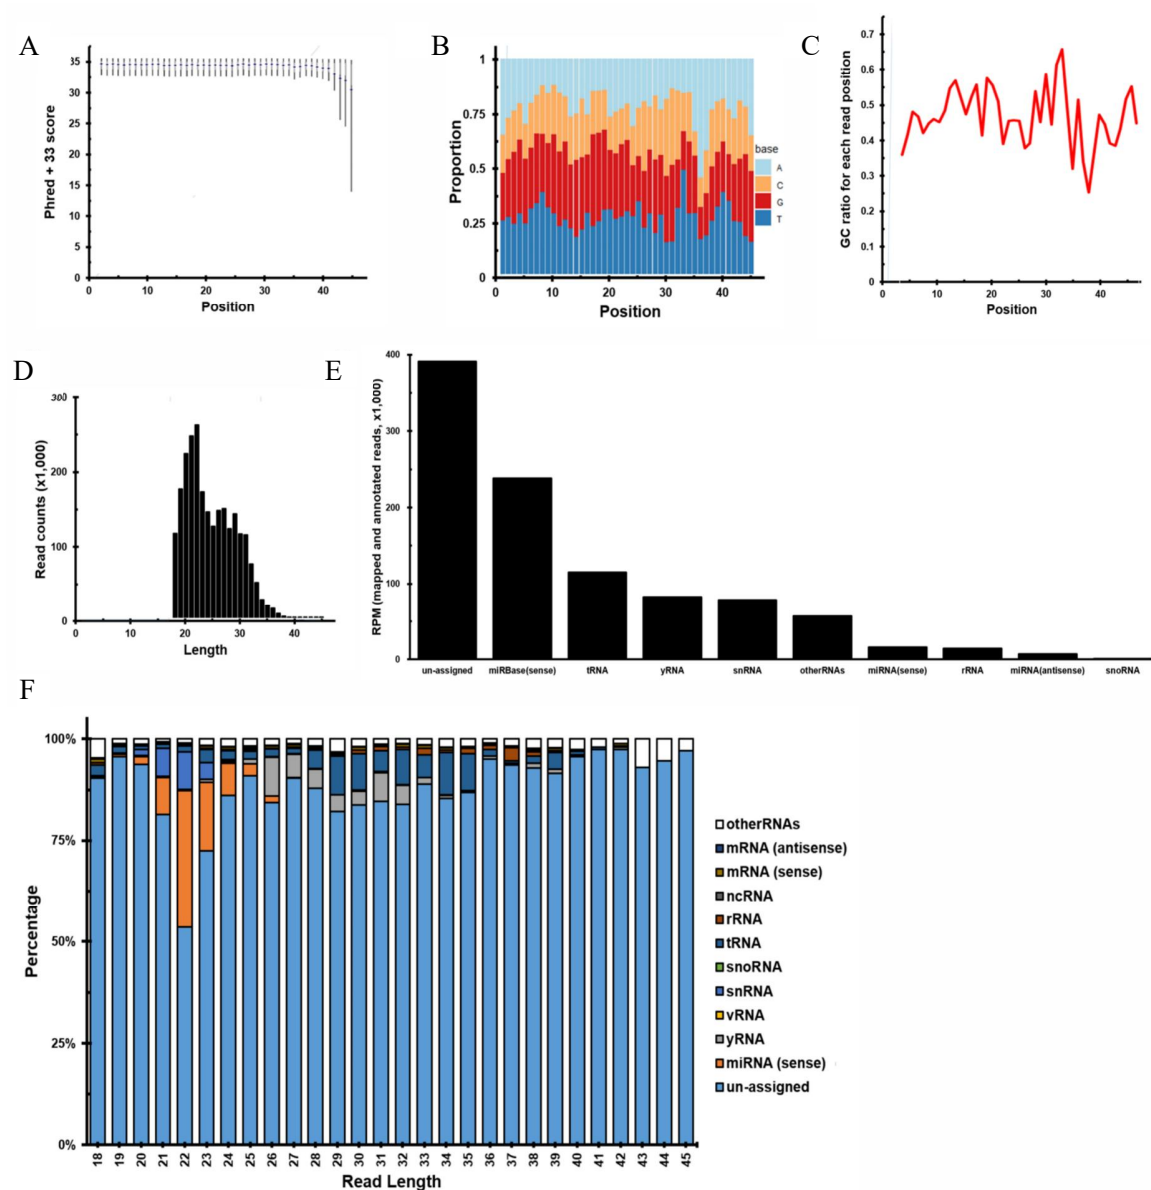 A
B
C
Phred + 33 score
35
30
25
20
15
10
5
0
0 10 20 30 40
Position
Proportion
1
0.75
0.5
0.25
0
0 10 20 30 40
Position
base
A
C
G
T
GC ratio for each read position
0.7
0.6
0.5
0.4
0.3
0.2
0.1
0
0 10 20 30 40
Position
D
E
Read counts (x1,000)
300
200
100
0
0 10 20 30 40
Length
RPM (mapped and annotated reads, x1,000)
400
300
200
100
0
un-assigned miRBase(sense) tRNA yRNA snRNA otherRNAs miRNA(sense) rRNA miRNA(antisense) snoRNA
F
Percentage
100%
75%
50%
25%
0%
18 19 20 21 22 23 24 25 26 27 28 29 30 31 32 33 34 35 36 37 38 39 40 41 42 43 44 45
Read Length
otherRNAs
mRNA (antisense)
mRNA (sense)
ncRNA
rRNA
tRNA
snoRNA
snRNA
vRNA
yRNA
miRNA (sense)
un-assigned